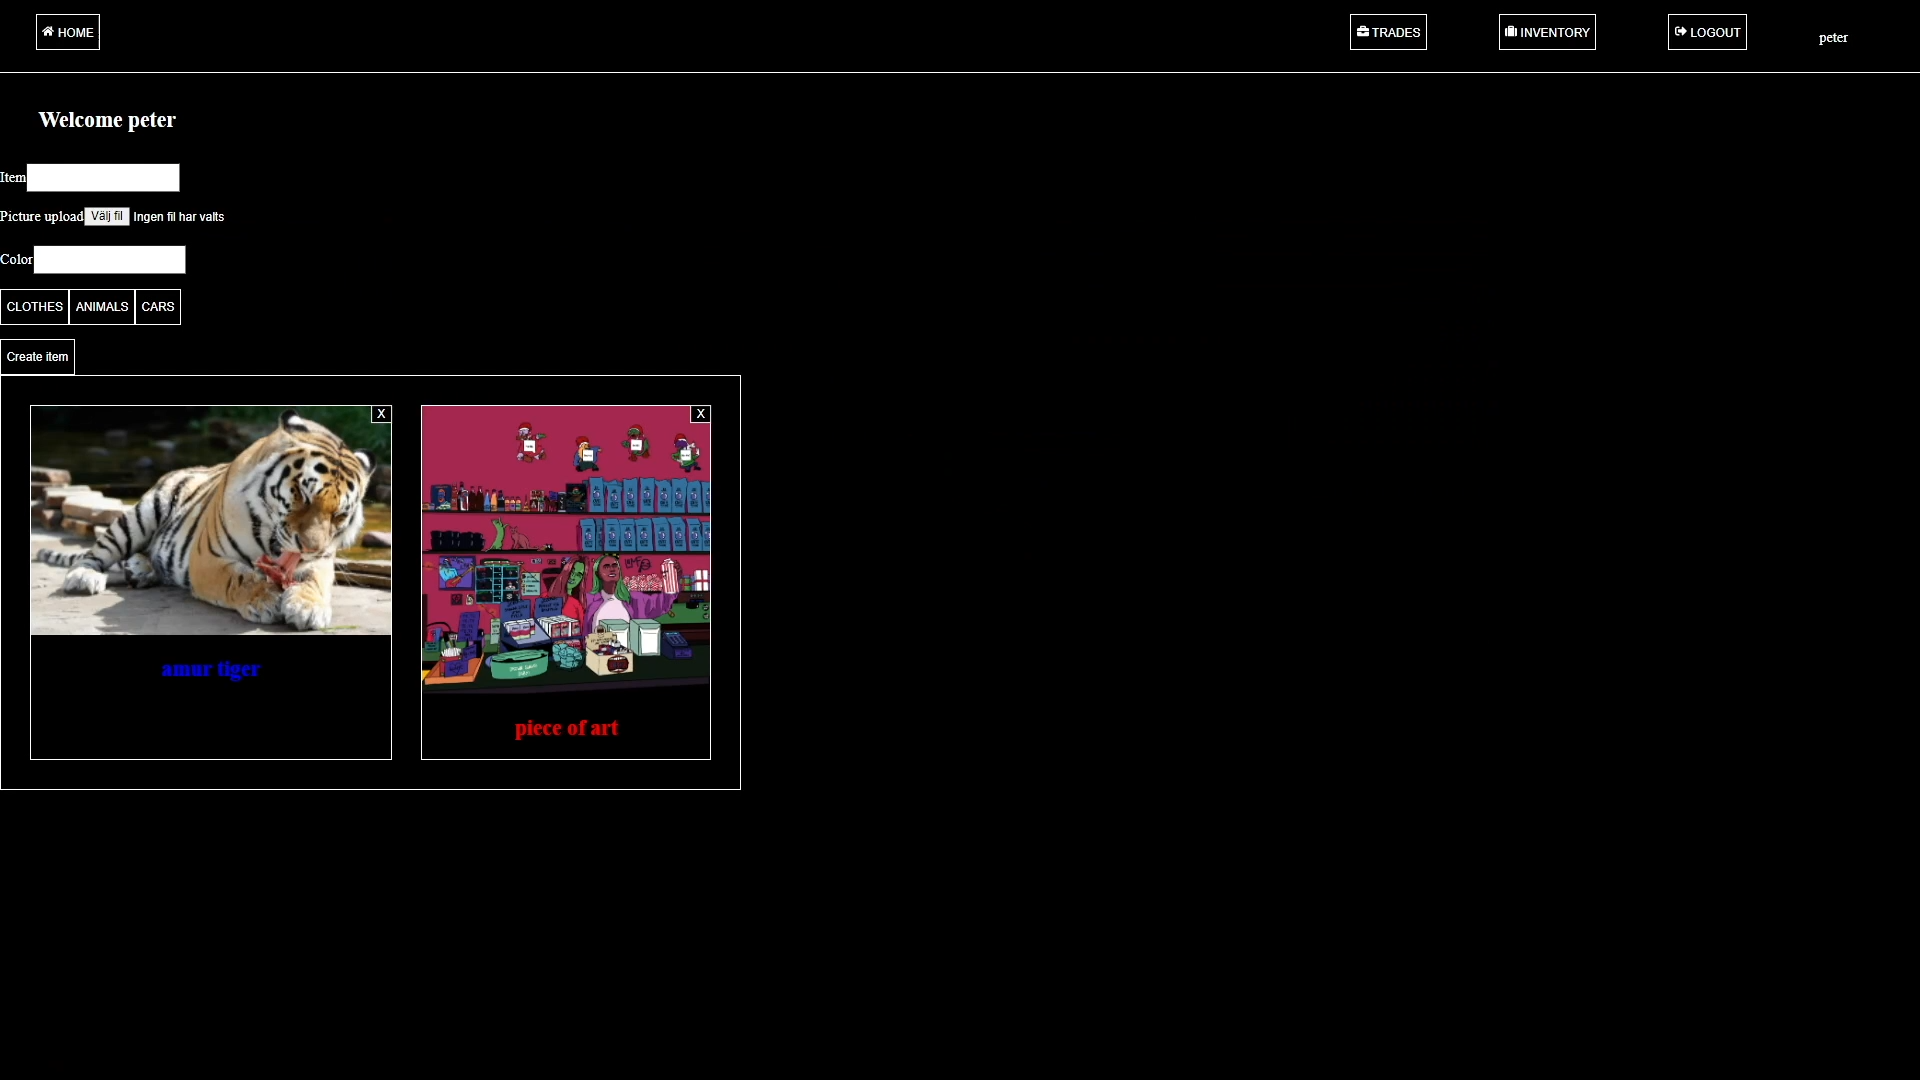 HOME
TRADES
INVENTORY
LOGOUT
peter
Welcome peter
Item
Picture upload Välj fil Ingen fil har valts
Color
CLOTHES ANIMALS CARS
Create item
X
X
amur tiger
piece of art